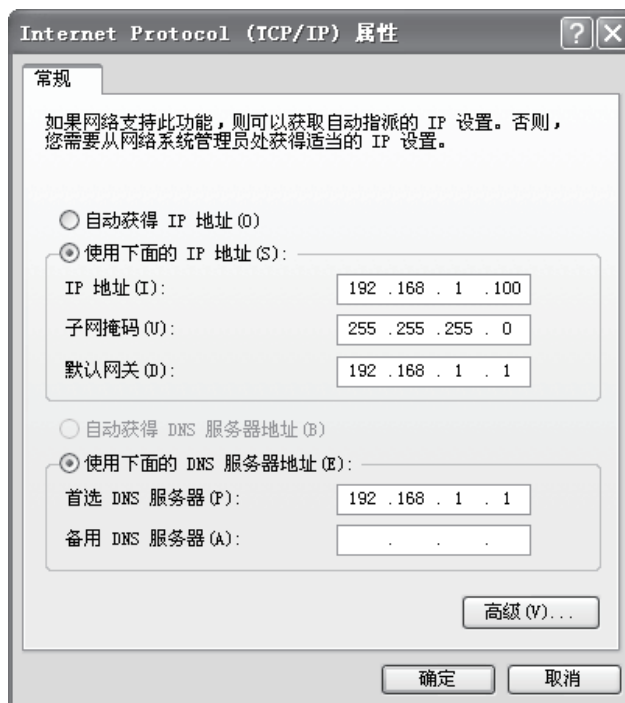 Internet Protocol (TCP/IP) 属性
常规
如果网络支持此功能，则可以获取自动指派的 IP 设置。否则，
您需要从网络系统管理员处获得适当的 IP 设置。
自动获得 IP 地址(O)
使用下面的 IP 地址(S):
IP 地址(I): 192 .168 . 1 .100
子网掩码(U): 255 .255 .255 . 0
默认网关(D): 192 .168 . 1 . 1
自动获得 DNS 服务器地址(B)
使用下面的 DNS 服务器地址(E):
首选 DNS 服务器(P): 192 .168 . 1 . 1
备用 DNS 服务器(A): . . .
高级(V)...
确定 取消